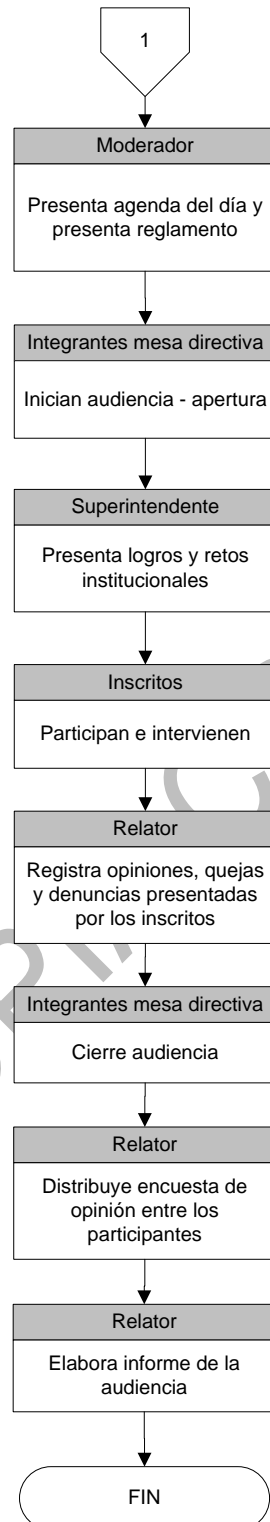 1
Moderador
Presenta agenda del día y
presenta reglamento
Integrantes mesa directiva
Inician audiencia - apertura
Superintendente
Presenta logros y retos
institucionales
Inscritos
Participan e intervienen
Relator
Registra opiniones, quejas
y denuncias presentadas
por los inscritos
Integrantes mesa directiva
Cierre audiencia
Relator
Distribuye encuesta de
opinión entre los
participantes
Relator
Elabora informe de la
audiencia
FIN